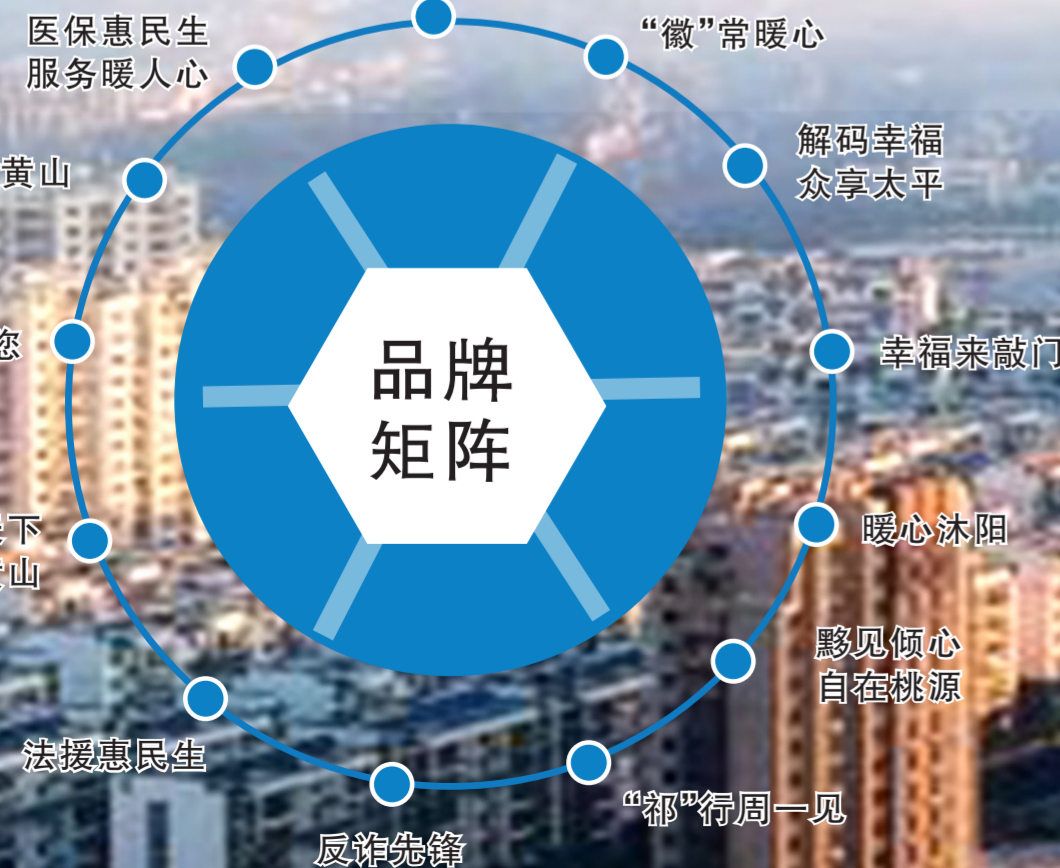 医保惠民生
服务暖人心
“徽”常暖心
黄山
解码幸福
众享太平
您
幸福来敲门
品牌
矩阵
下
山
暖心沐阳
黟见倾心
自在桃源
法援惠民生
“祁”行周一见
反诈先锋